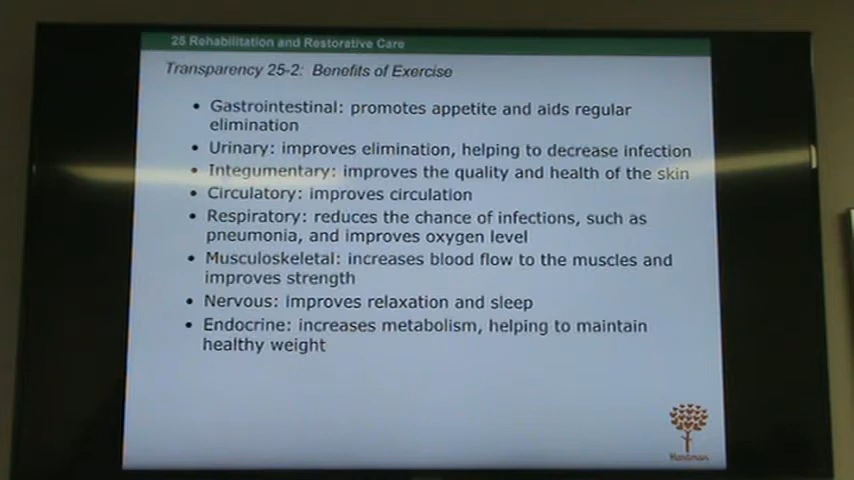 25 Rehabilitation and Restorative Care
Transparency 25-2: Benefits of Exercise
• Gastrointestinal: promotes appetite and aids regular
elimination
• Urinary: improves elimination, helping to decrease infection
• Integumentary: improves the quality and health of the skin
• Circulatory: improves circulation
• Respiratory: reduces the chance of infections, such as
pneumonia, and improves oxygen level
• Musculoskeletal: increases blood flow to the muscles and
improves strength
• Nervous: improves relaxation and sleep
• Endocrine: increases metabolism, helping to maintain
healthy weight
Hartman